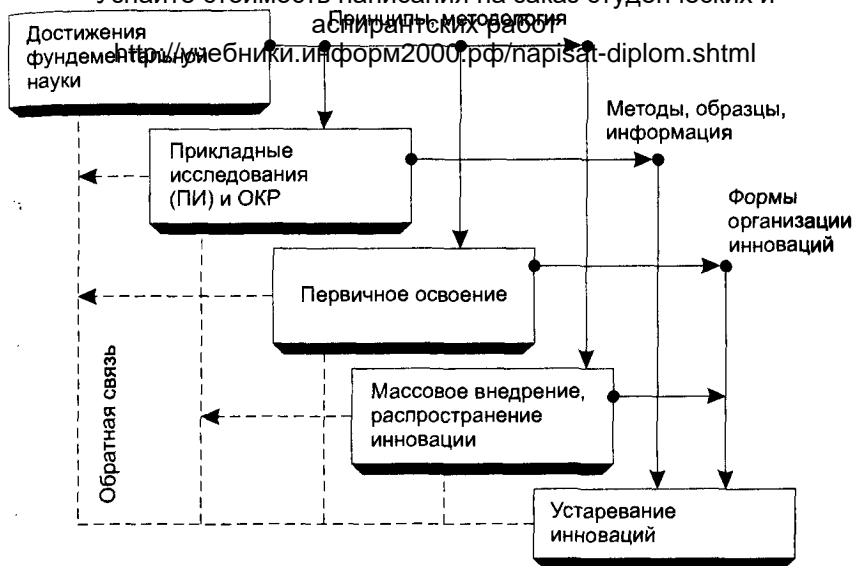 Узнайте стоимость написания на заказ студенческих и
аспирантских работ
http://учебники.информ2000.рф/napisat-diplom.shtml
Принципы, методология
Достижения
фундементальной
науки
Методы, образцы,
информация
Прикладные
исследования
(ПИ) и ОКР
Формы
организации
инноваций
Первичное освоение
Массовое внедрение,
распространение
инновации
Обратная связь
Устаревание
инноваций